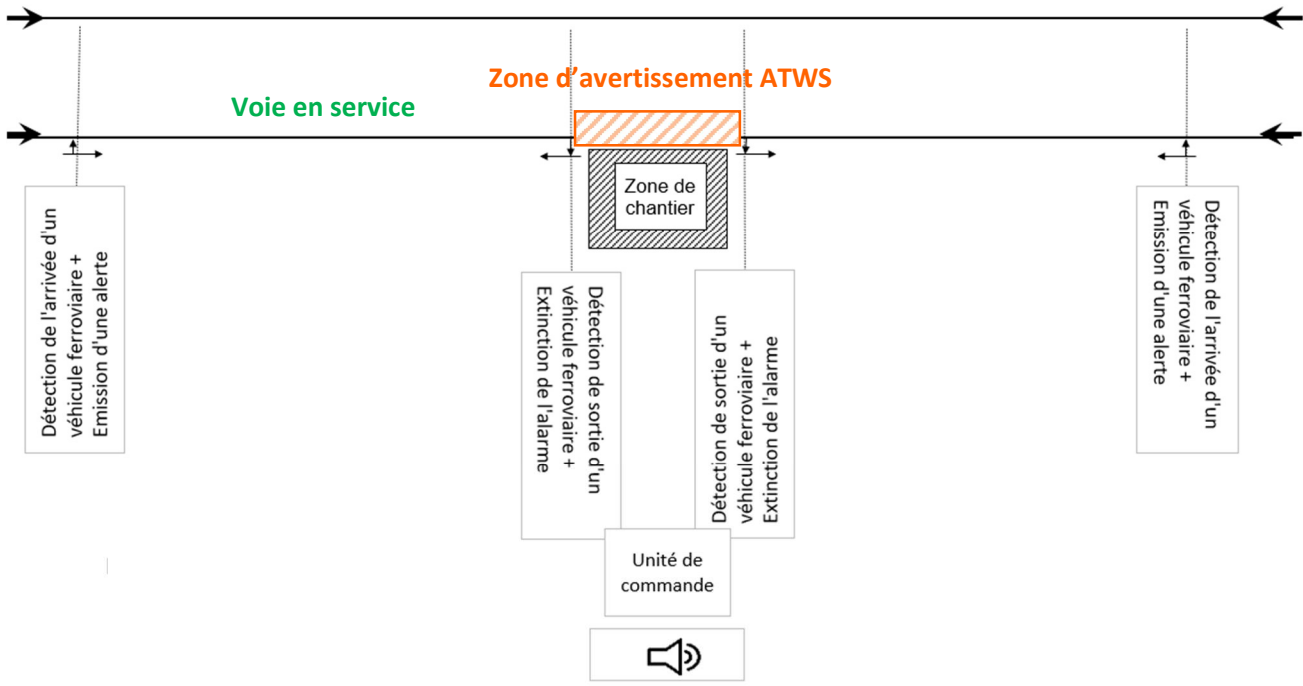 Zone d'avertissement ATWS
Voie en service
Zone de
chantier
Détection de l'arrivée d'un
véhicule ferroviaire +
Emission d'une alerte
Détection de sortie d'un
véhicule ferroviaire +
Extinction de l'alarme
Détection de sortie d'un
véhicule ferroviaire +
Extinction de l'alarme
Détection de l'arrivée d'un
véhicule ferroviaire +
Emission d'une alerte
Unité de
commande